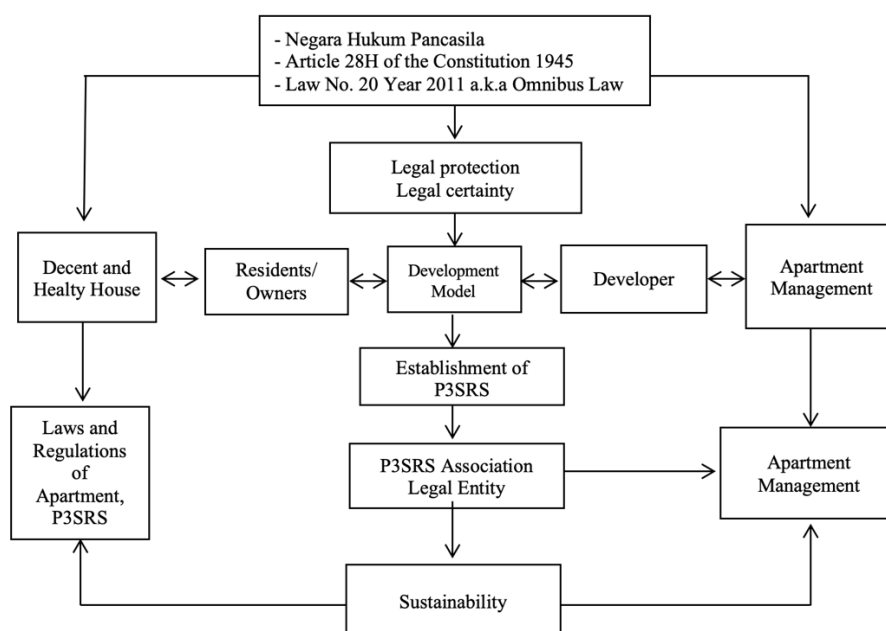 - Negara Hukum Pancasila
- Article 28H of the Constitution 1945
- Law No. 20 Year 2011 a.k.a Omnibus Law
Legal protection
Legal certainty
Decent and
Healty House
Residents/
Owners
Development
Model
Developer
Apartment
Management
Establishment of
P3SRS
Laws and
Regulations
of
Apartment,
P3SRS
P3SRS Association
Legal Entity
Apartment
Management
Sustainability